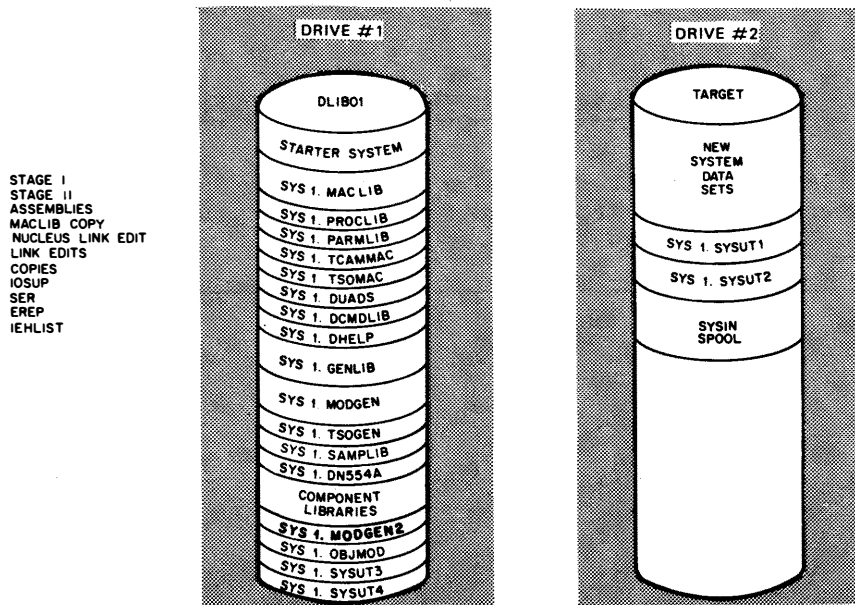 STAGE I
STAGE II
ASSEMBLIES
MACLIB COPY
NUCLEUS LINK EDIT
LINK EDITS
COPIES
IOSUP
SER
EREP
IEHLIST
DRIVE #1
DLIB01
STARTER SYSTEM
SYS 1. MACLIB
SYS 1. PROCLIB
SYS 1. PARMLIB
SYS 1. TCAMMAC
SYS 1 TSOMAC
SYS 1. DUADS
SYS 1. DCMDLIB
SYS 1. DHELP
SYS 1. GENLIB
SYS 1. MODGEN
SYS 1. TSOGEN
SYS 1. SAMPLIB
SYS 1. DN554A
COMPONENT
LIBRARIES
SYS 1. MODGEN2
SYS 1. OBJMOD
SYS 1. SYSUT3
SYS 1. SYSUT4
DRIVE #2
TARGET
NEW
SYSTEM
DATA
SETS
SYS 1. SYSUT1
SYS 1. SYSUT2
SYSIN
SPOOL